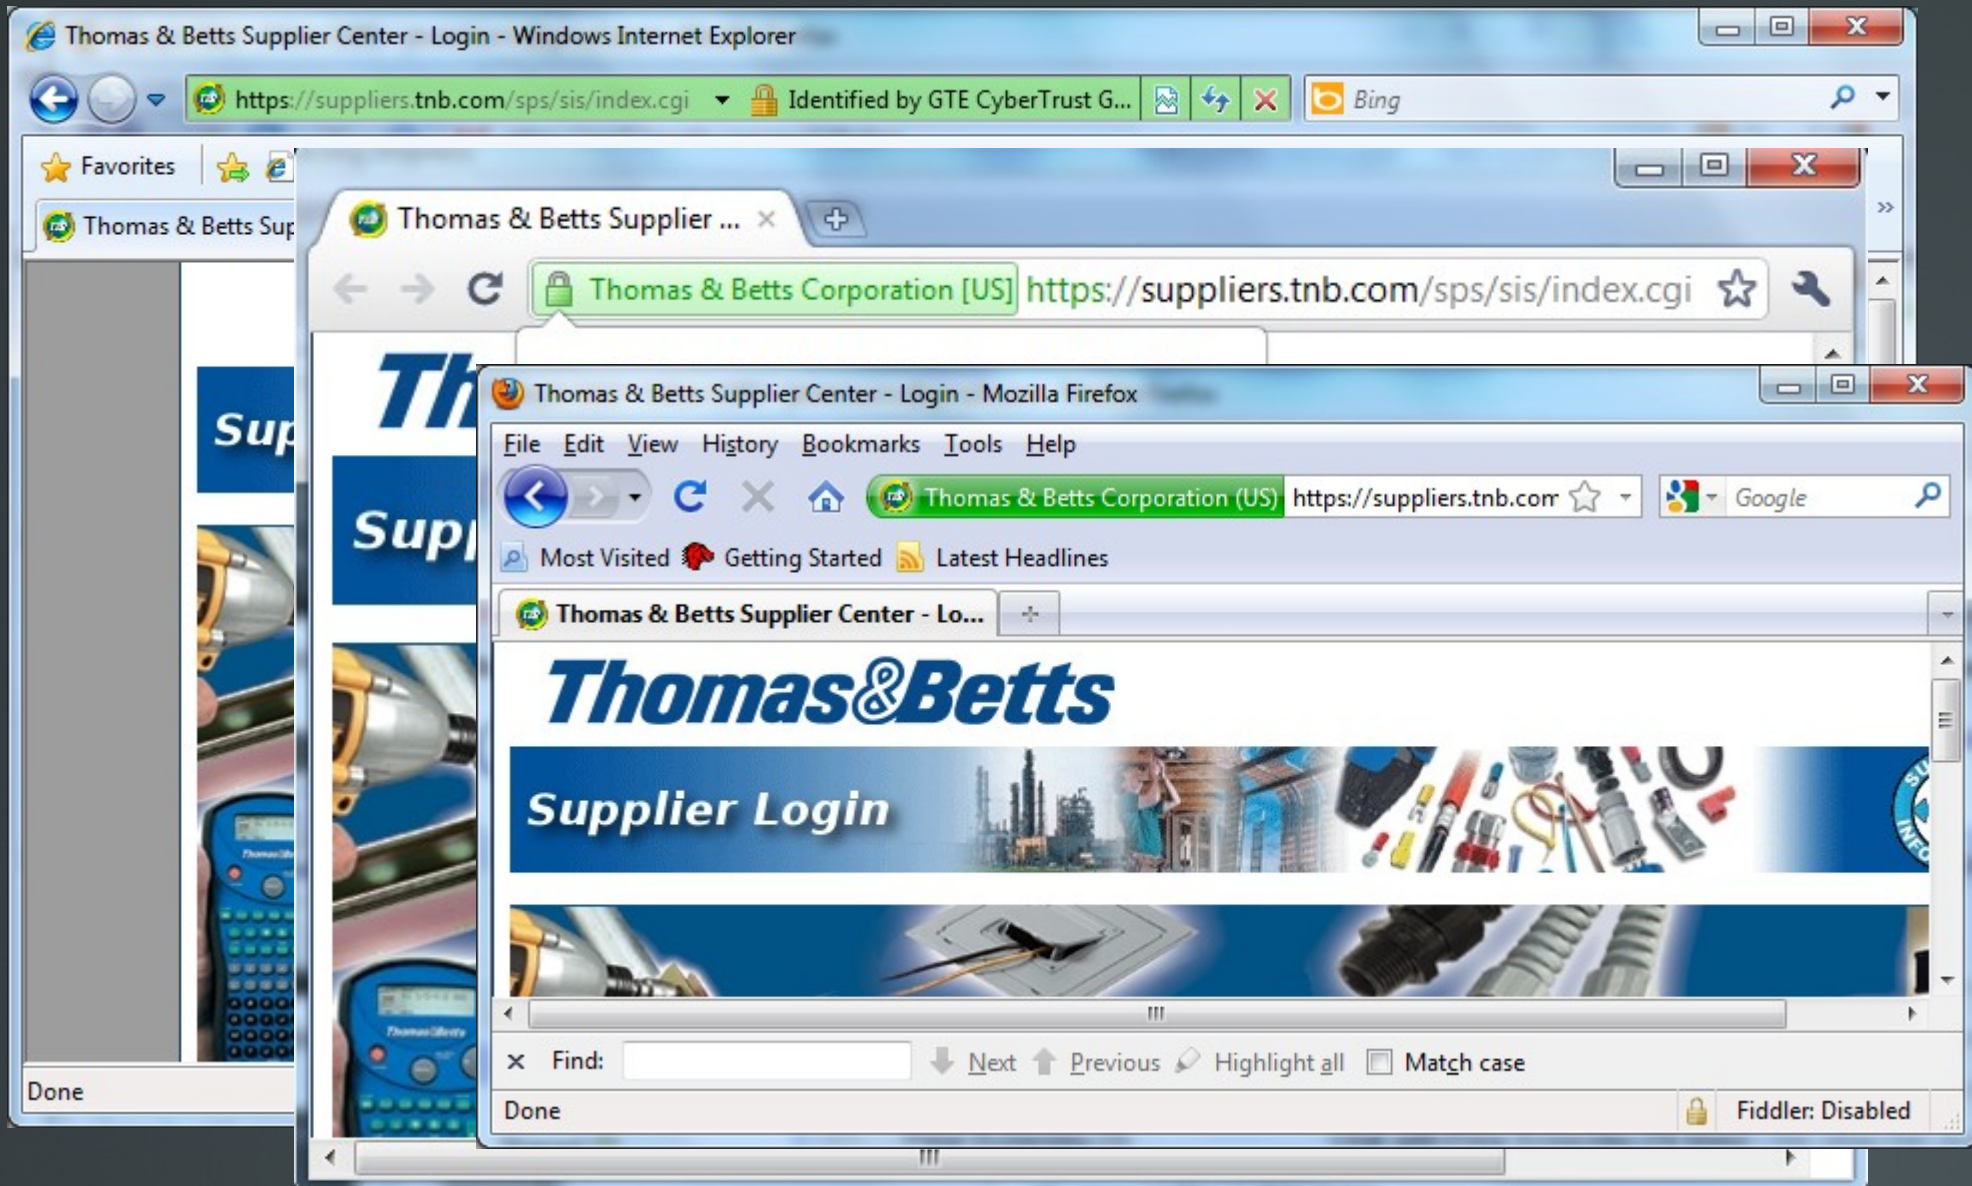 Thomas & Betts Supplier Center - Login - Windows Internet Explorer
https://suppliers.tnb.com/sps/sis/index.cgi Identified by GTE CyberTrust G... Bing
Favorites
Thomas & Betts Sup
Sup
Done
Thomas & Betts Supplier ...
Thomas & Betts Corporation [US] https://suppliers.tnb.com/sps/sis/index.cgi
Th
Supp
Thomas&Betts
Thomas & Betts Supplier Center - Login - Mozilla Firefox
File Edit View History Bookmarks Tools Help
Thomas & Betts Corporation (US) https://suppliers.tnb.com Google
Most Visited Getting Started Latest Headlines
Thomas & Betts Supplier Center - Lo...
Thomas&Betts
Supplier Login
Find: Next Previous Highlight all Match case
Done Fiddler: Disabled